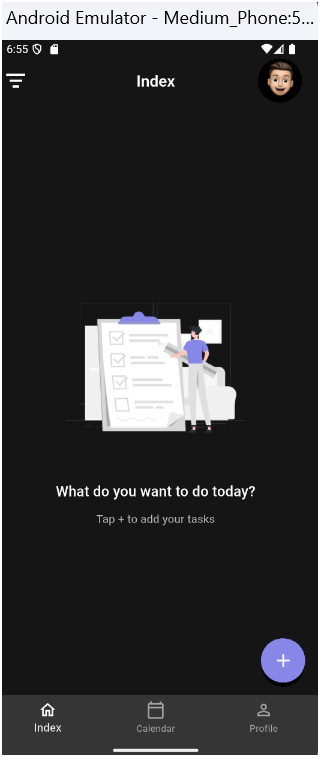 Android Emulator - Medium_Phone:5...
6:55
Index
What do you want to do today?
Tap + to add your tasks
Index
Calendar
Profile